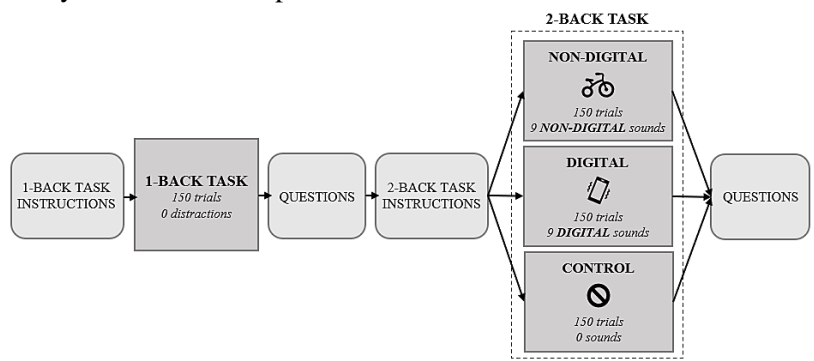 1-BACK TASK
INSTRUCTIONS
1-BACK TASK
150 trials
0 distractions
QUESTIONS
2-BACK TASK
INSTRUCTIONS
2-BACK TASK
NON-DIGITAL
150 trials
9 NON-DIGITAL sounds
DIGITAL
150 trials
9 DIGITAL sounds
CONTROL
150 trials
0 sounds
QUESTIONS